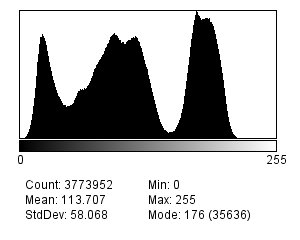 0 255
Count: 3773952 Min: 0
Mean: 113.707 Max: 255
StdDev: 58.068 Mode: 176 (35636)